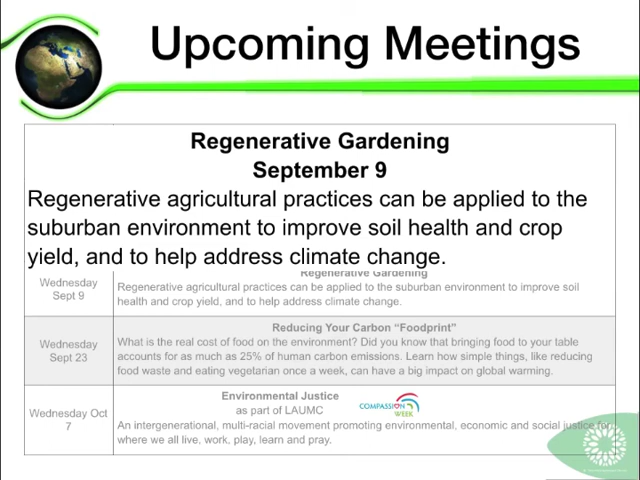 Upcoming Meetings
Regenerative Gardening
September 9
Regenerative agricultural practices can be applied to the
suburban environment to improve soil health and crop
yield, and to help address climate change.
Regenerative Gardening
Wednesday
Sept 9
Regenerative agricultural practices can be applied to the suburban environment to improve soil
health and crop yield, and to help address climate change.
Reducing Your Carbon “Foodprint”
Wednesday
Sept 23
What is the real cost of food on the environment? Did you know that bringing food to your table
accounts for as much as 25% of human carbon emissions. Learn how simple things, like reducing
food waste and eating vegetarian once a week, can have a big impact on global warming.
Environmental Justice
as part of LAUMC
COMPASSION
WEEK
Wednesday Oct
7
An intergenerational, multi-racial movement promoting environmental, economic and social justice for
where we all live, work, play, learn and pray.